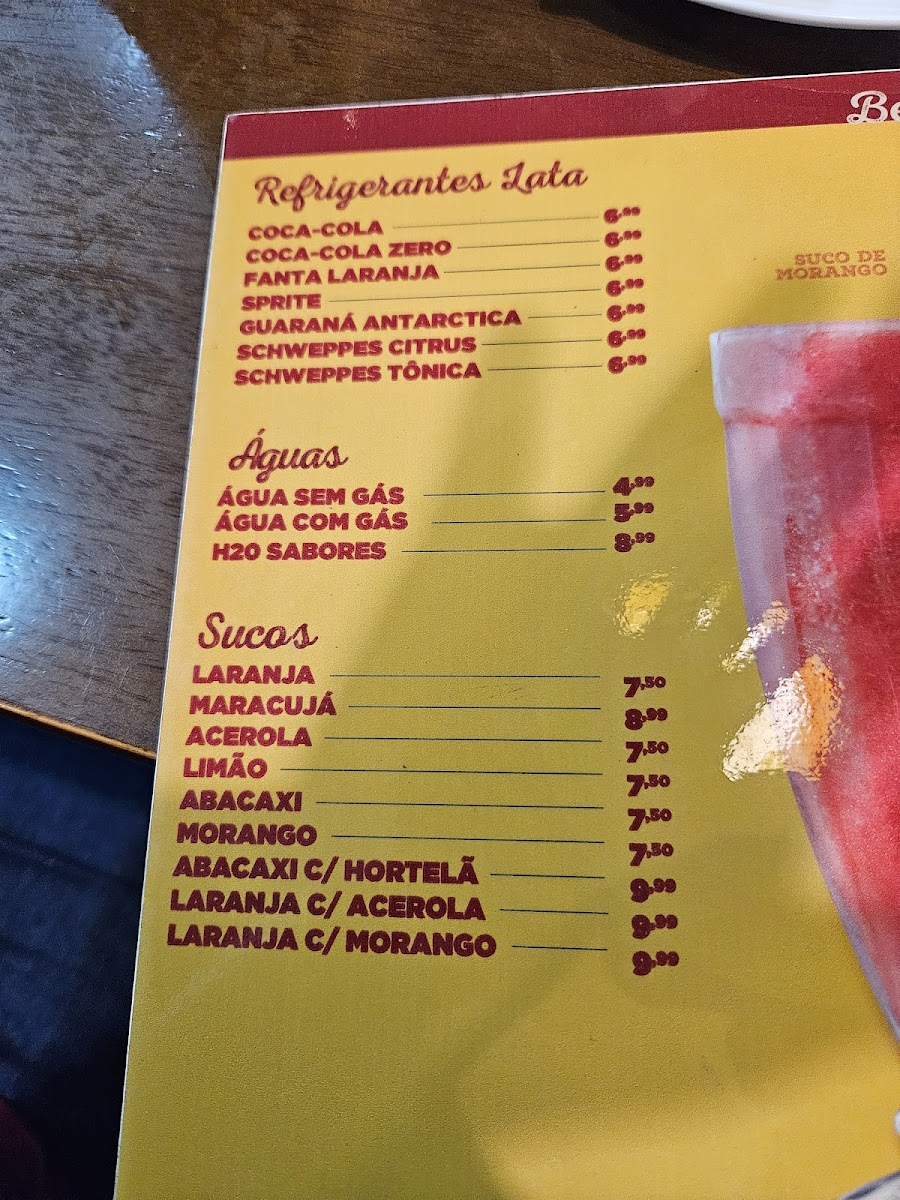 Be
Refrigerantes Lata
COCA-COLA 6,99
COCA-COLA ZERO 6,99
FANTA LARANJA 6,99
SPRITE 6,99
GUARANÁ ANTARCTICA 6,99
SCHWEPPES CITRUS 6,99
SCHWEPPES TÔNICA 6,99
Águas
ÁGUA SEM GÁS 4,99
ÁGUA COM GÁS 5,99
H20 SABORES 8,99
Sucos
LARANJA 7,50
MARACUJÁ 8,99
ACEROLA 7,50
LIMÃO 7,50
ABACAXI 7,50
MORANGO 7,50
ABACAXI C/ HORTELÃ 9,99
LARANJA C/ ACEROLA 9,99
LARANJA C/ MORANGO 9,99
SUCO DE
MORANGO